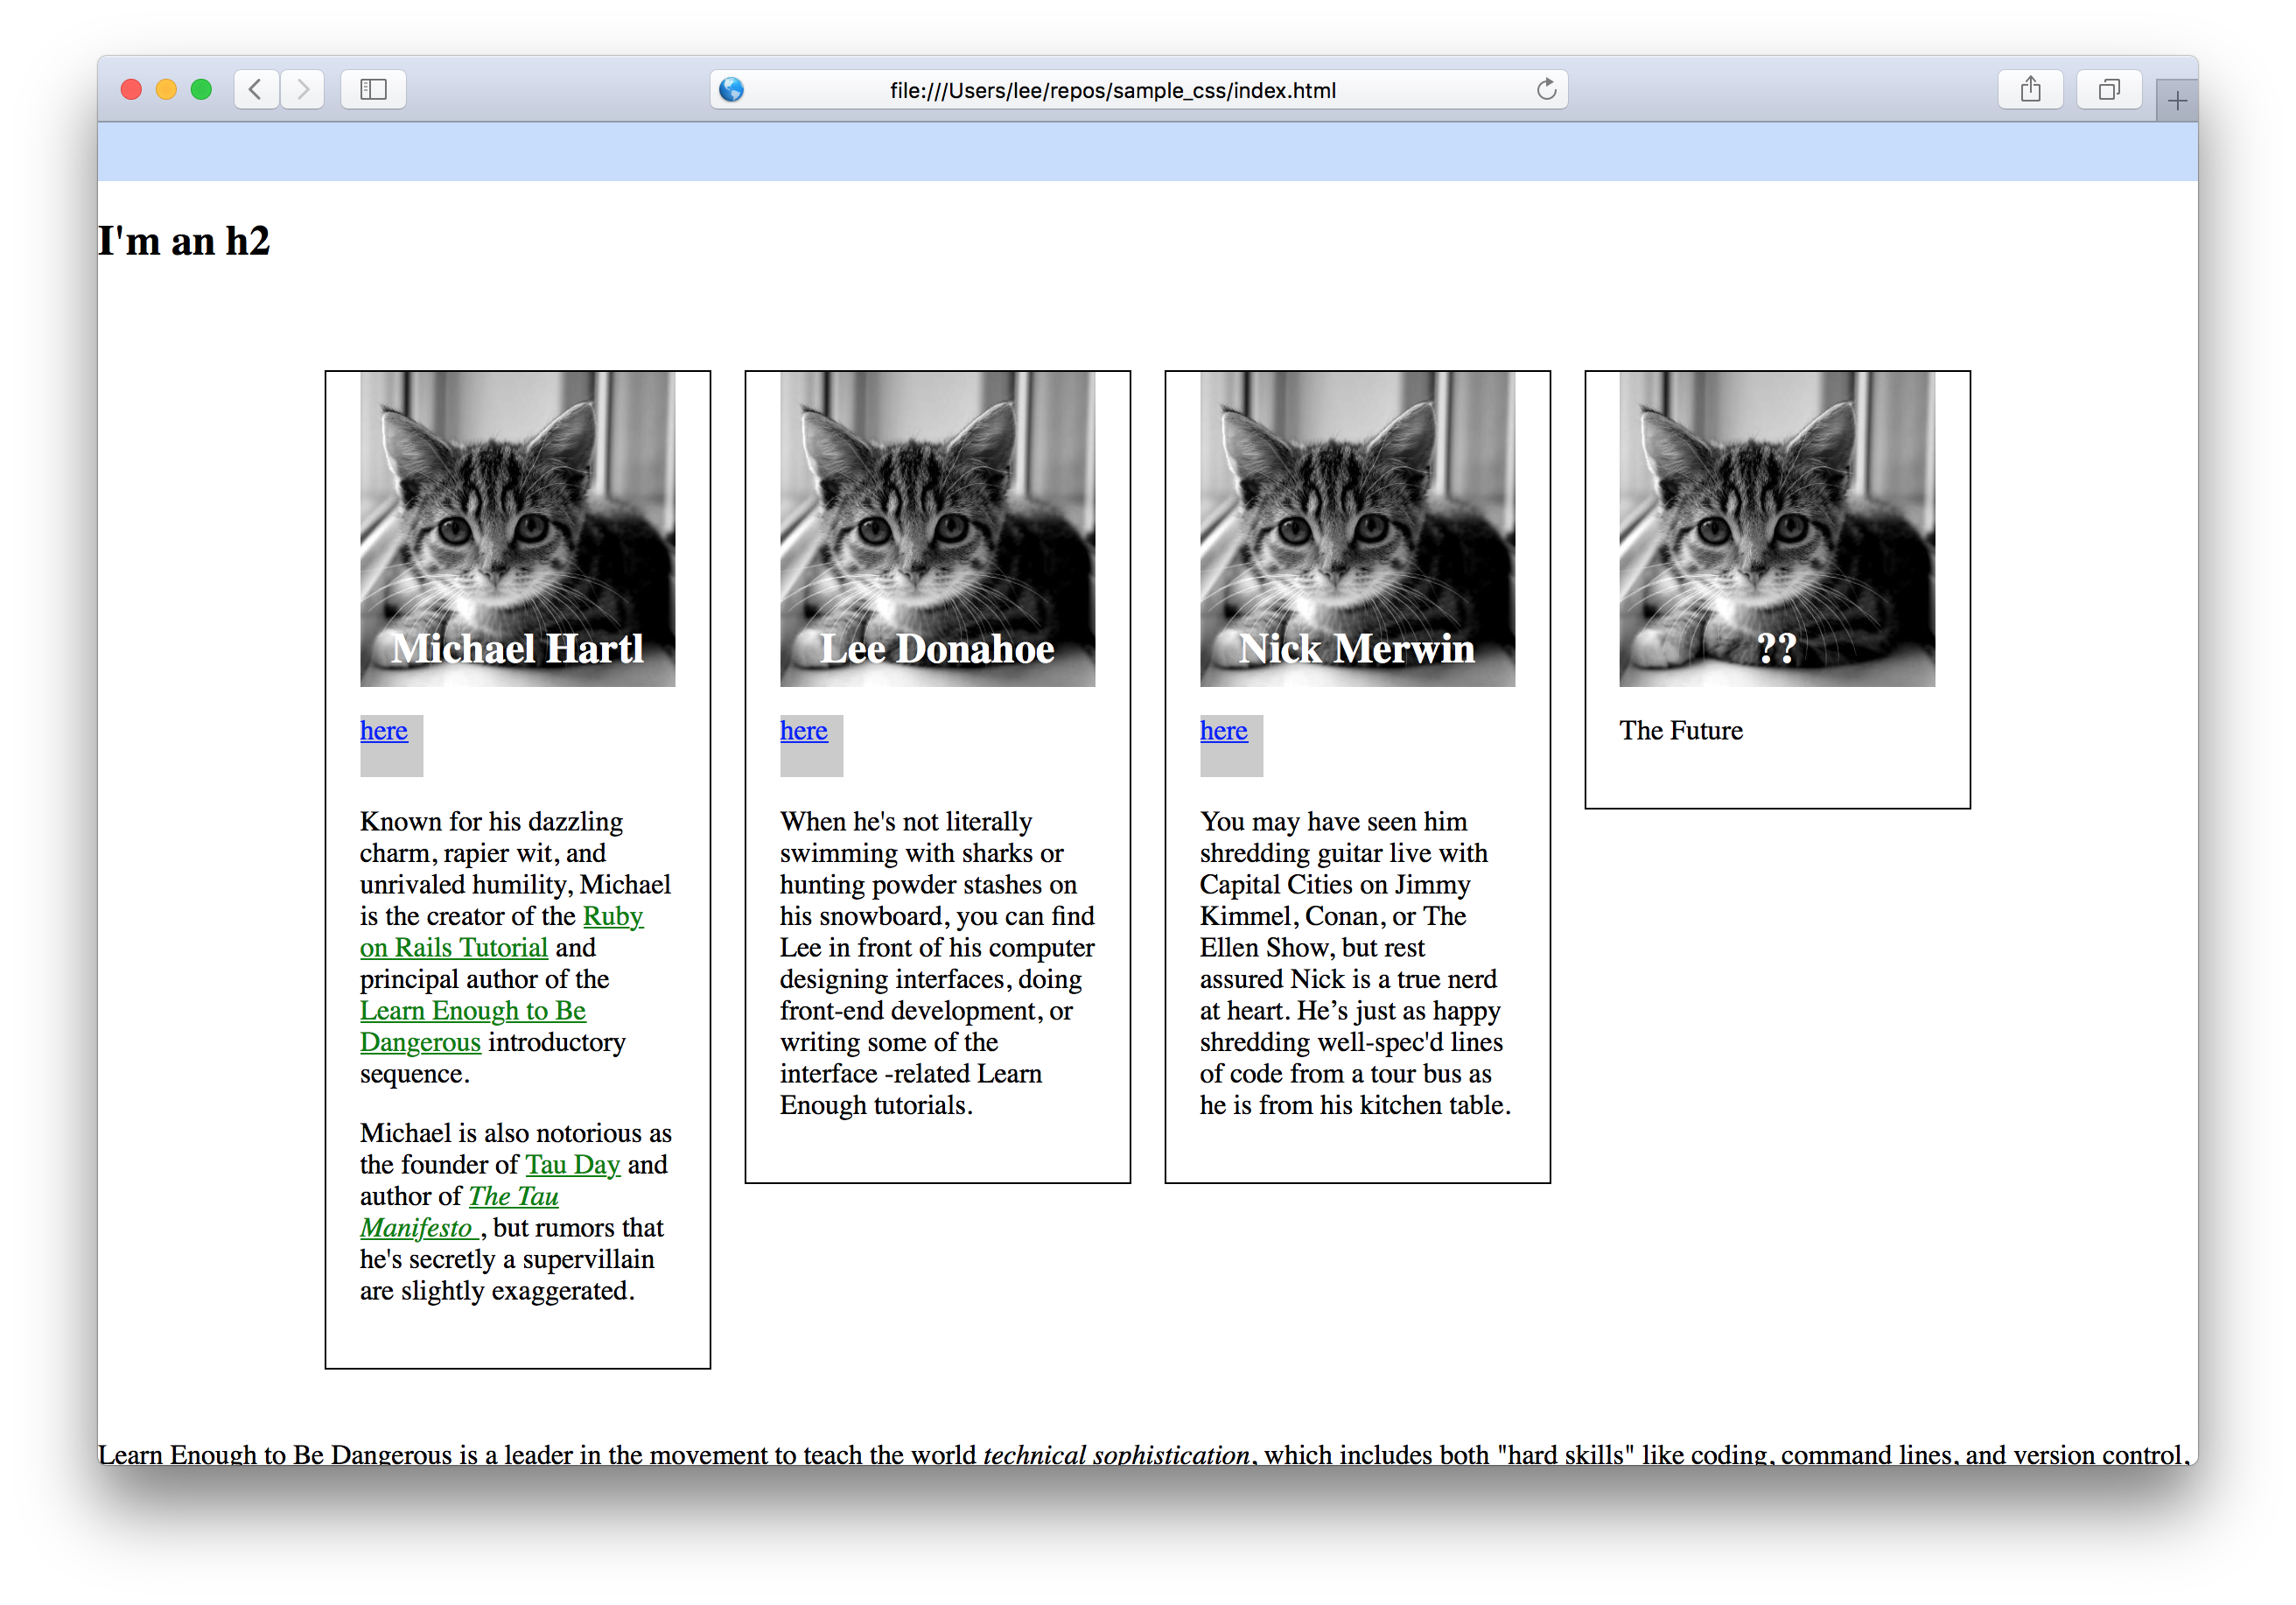 file:///Users/lee/repos/sample_css/index.html
I'm an h2
Michael Hartl
here
Known for his dazzling
charm, rapier wit, and
unrivaled humility, Michael
is the creator of the Ruby
on Rails Tutorial and
principal author of the
Learn Enough to Be
Dangerous introductory
sequence.
Michael is also notorious as
the founder of Tau Day and
author of The Tau
Manifesto , but rumors that
he's secretly a supervillain
are slightly exaggerated.
Lee Donahoe
here
When he's not literally
swimming with sharks or
hunting powder stashes on
his snowboard, you can find
Lee in front of his computer
designing interfaces, doing
front-end development, or
writing some of the
interface -related Learn
Enough tutorials.
Nick Merwin
here
You may have seen him
shredding guitar live with
Capital Cities on Jimmy
Kimmel, Conan, or The
Ellen Show, but rest
assured Nick is a true nerd
at heart. He’s just as happy
shredding well-spec'd lines
of code from a tour bus as
he is from his kitchen table.
??
The Future
Learn Enough to Be Dangerous is a leader in the movement to teach the world technical sophistication, which includes both "hard skills" like coding, command lines, and version control,